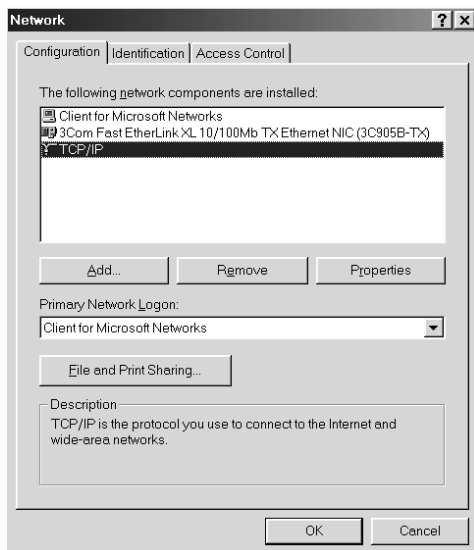 Network
Configuration
Identification
Access Control
The following network components are installed:
Client for Microsoft Networks
3Com Fast EtherLink XL 10/100Mb TX Ethernet NIC (3C905B-TX)
TCP/IP
Add...
Remove
Properties
Primary Network Logon:
Client for Microsoft Networks
File and Print Sharing...
Description
TCP/IP is the protocol you use to connect to the Internet and
wide-area networks.
OK
Cancel